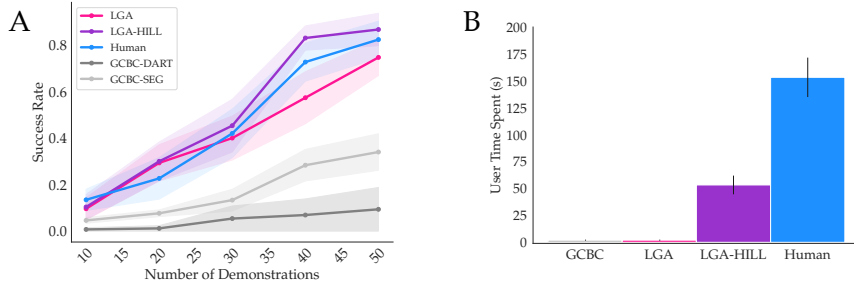 A
LGA
LGA-HILL
Human
GCBC-DART
GCBC-SEG
Success Rate
0.8
0.6
0.4
0.2
0.0
10 15 20 25 30 35 40 45 50
Number of Demonstrations
B
User Time Spent (s)
200
175
150
125
100
75
50
25
0
GCBC LGA LGA-HILL Human